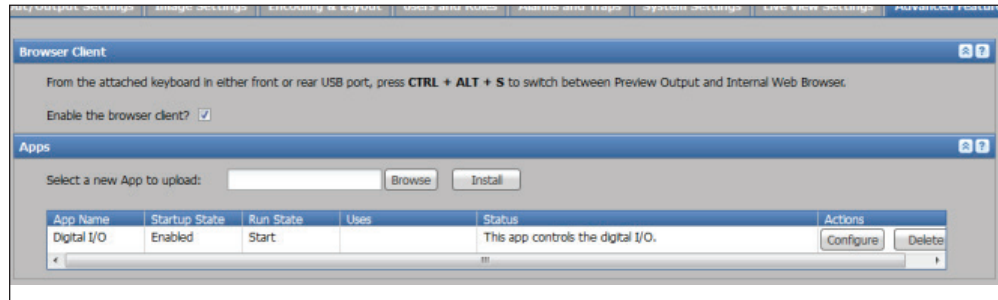 Image Settings Encoding & Layout Users and Roles Alarms and Traps System Settings Live View Settings
Browser Client
From the attached keyboard in either front or rear USB port, press CTRL + ALT + S to switch between Preview Output and Internal Web Browser.
Enable the browser client?
Apps
Select a new App to upload: Browse Install
App Name Startup State Run State Uses Status Actions
Digital I/O Enabled Start This app controls the digital I/O. Configure Delete